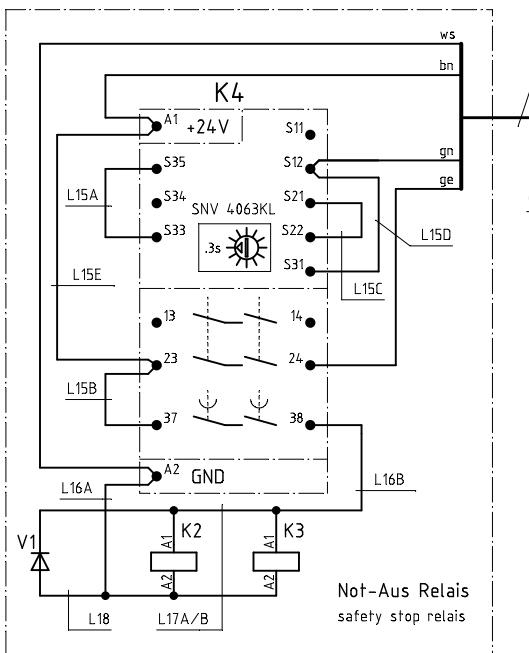 ws
bn
K4
A1
+24V
S11
gn
S35
S12
ge
L15A
S34
S21
SNV 4063KL
S33
.3s
S22
L15D
S31
L15E
L15C
13
14
23
24
L15B
37
38
A2
GND
L16A
L16B
V1
A1
K2
A1
K3
A2
A2
Not-Aus Relais
safety stop relais
L18
L17A/B